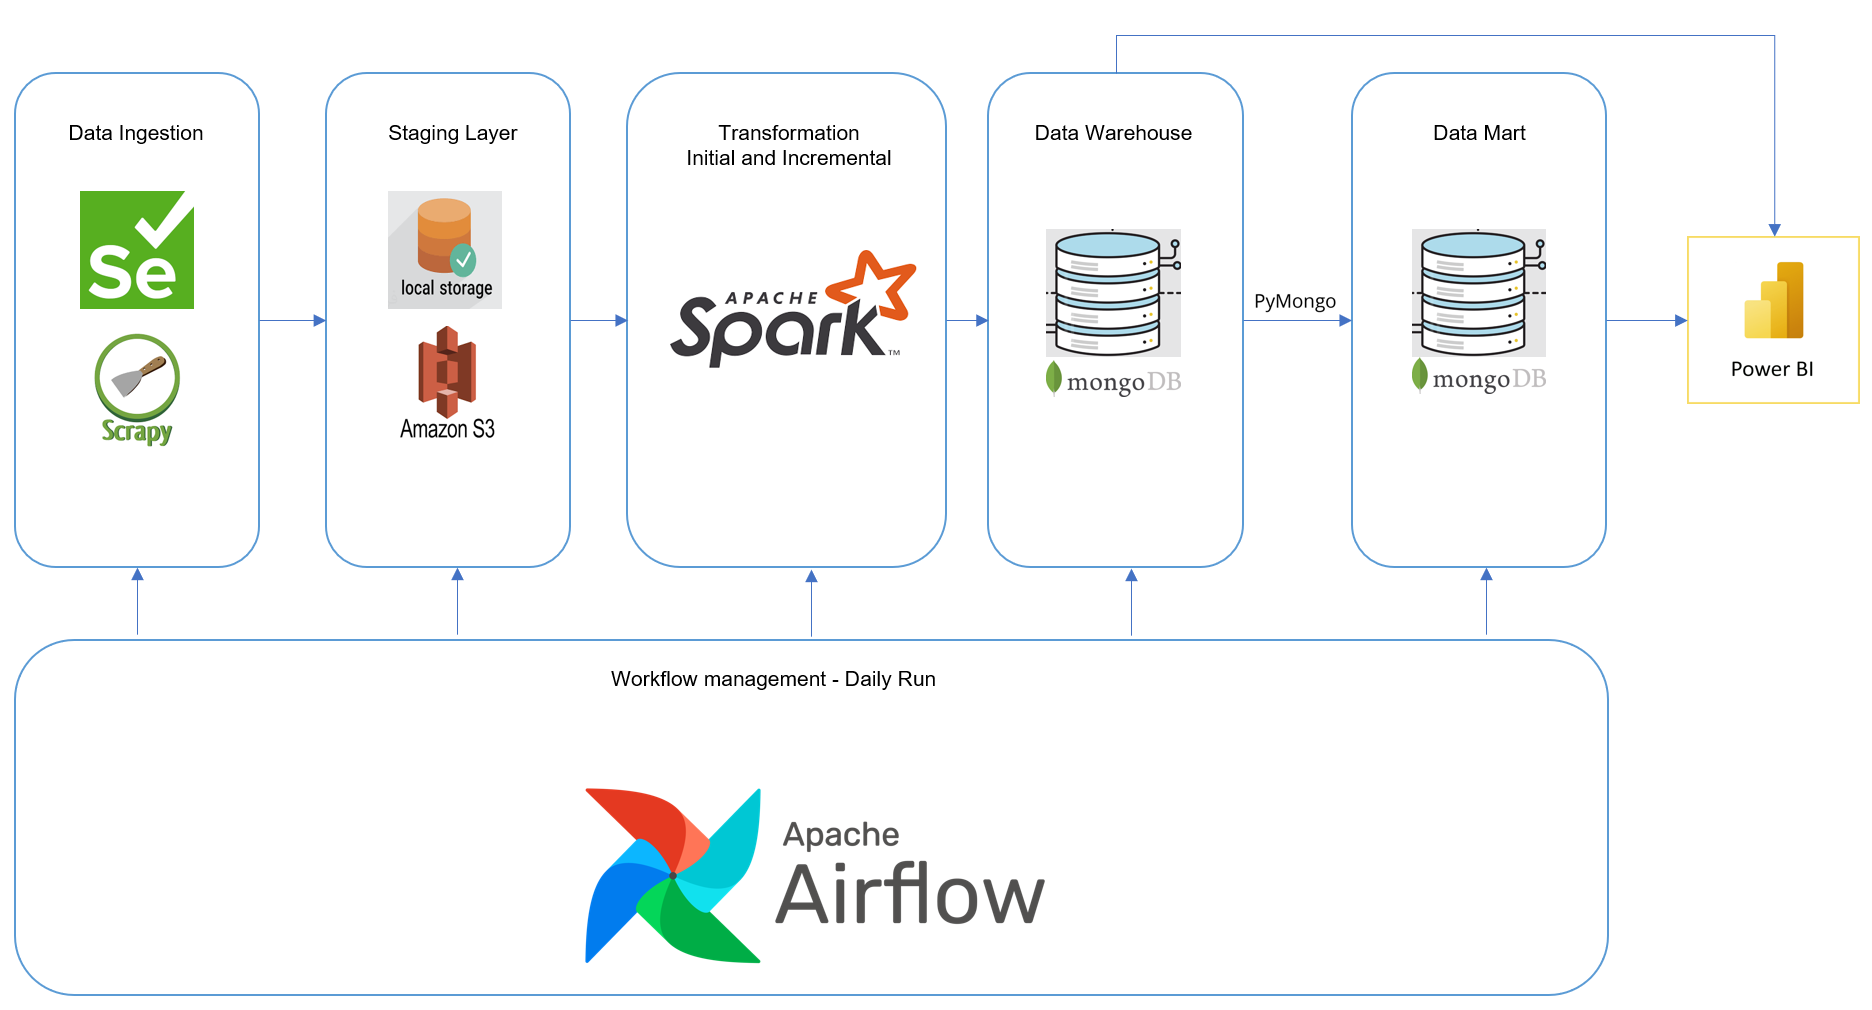 Data Ingestion
Se
Scrapy
Staging Layer
local storage
Amazon S3
Transformation
Initial and Incremental
APACHE
Spark™
Data Warehouse
mongoDB
PyMongo
Data Mart
mongoDB
Power BI
Workflow management - Daily Run
Apache
Airflow